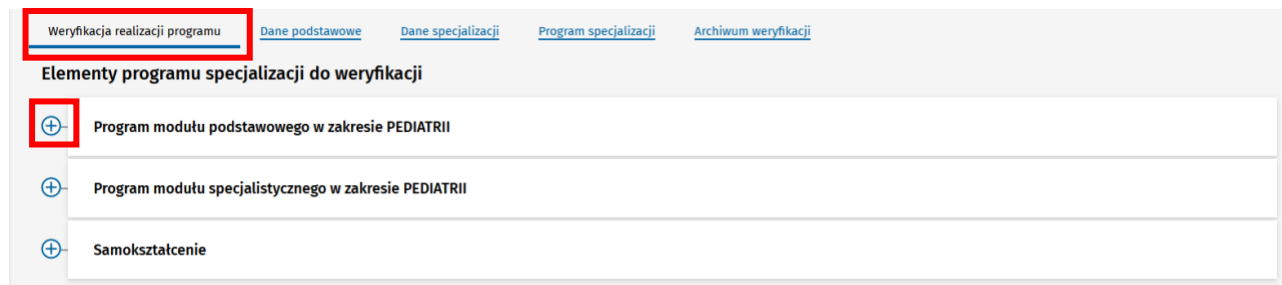 Weryfikacja realizacji programu Dane podstawowe Dane specjalizacji Program specjalizacji Archiwum weryfikacji
Elementy programu specjalizacji do weryfikacji
Program modułu podstawowego w zakresie PEDIATRII
Program modułu specjalistycznego w zakresie PEDIATRII
Samokształcenie